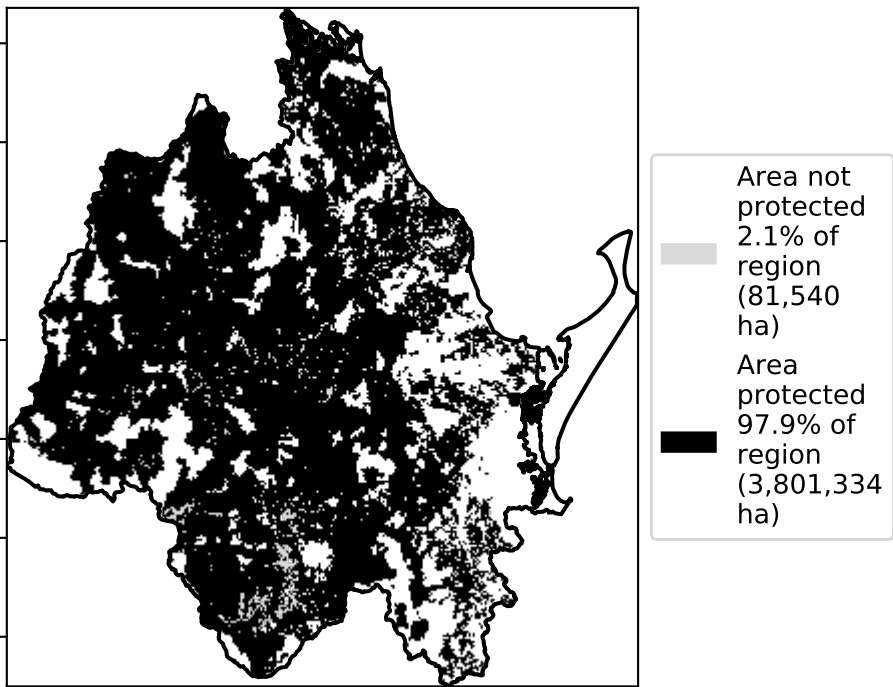 Area not
protected
2.1% of
region
(81,540
ha)
Area
protected
97.9% of
region
(3,801,334
ha)